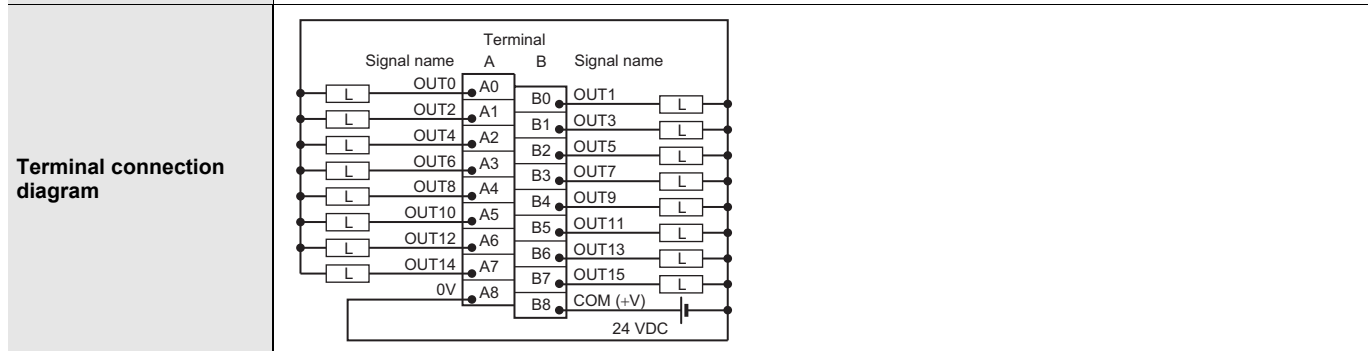 Terminal connection
diagram
Terminal
Signal name A B Signal name
OUT0 A0 B0 OUT1
L L
OUT2 A1 B1 OUT3
L L
OUT4 A2 B2 OUT5
L L
OUT6 A3 B3 OUT7
L L
OUT8 A4 B4 OUT9
L L
OUT10 A5 B5 OUT11
L L
OUT12 A6 B6 OUT13
L L
OUT14 A7 B7 OUT15
L L
0V A8 B8 COM (+V)
24 VDC